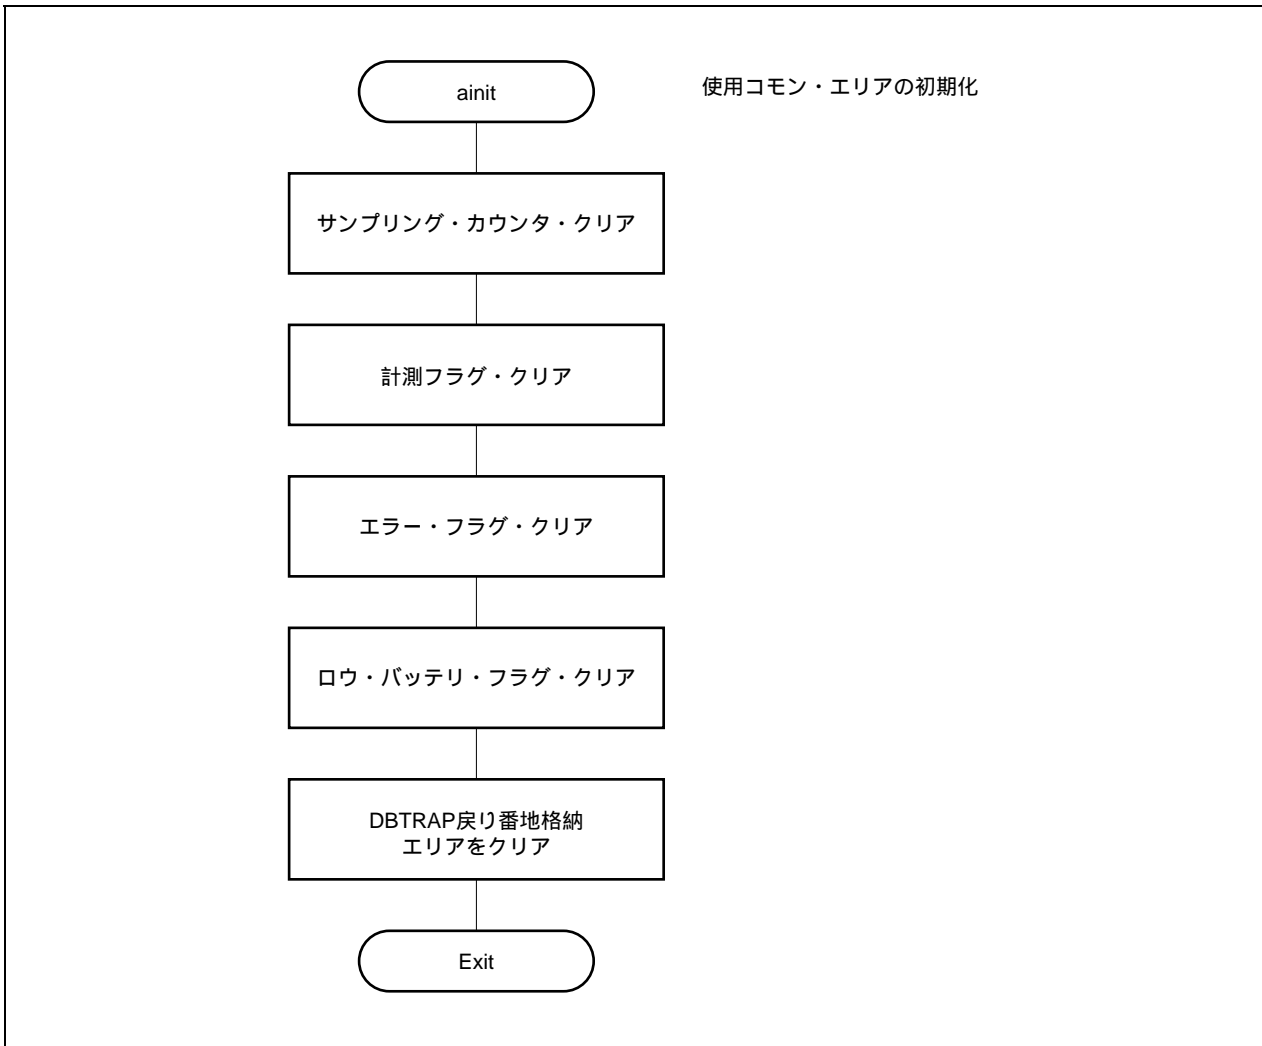 ainit
使用コモン・エリアの初期化
サンプリング・カウンタ・クリア
計測フラグ・クリア
エラー・フラグ・クリア
ロウ・バッテリ・フラグ・クリア
DBTRAP戻り番地格納
エリアをクリア
Exit